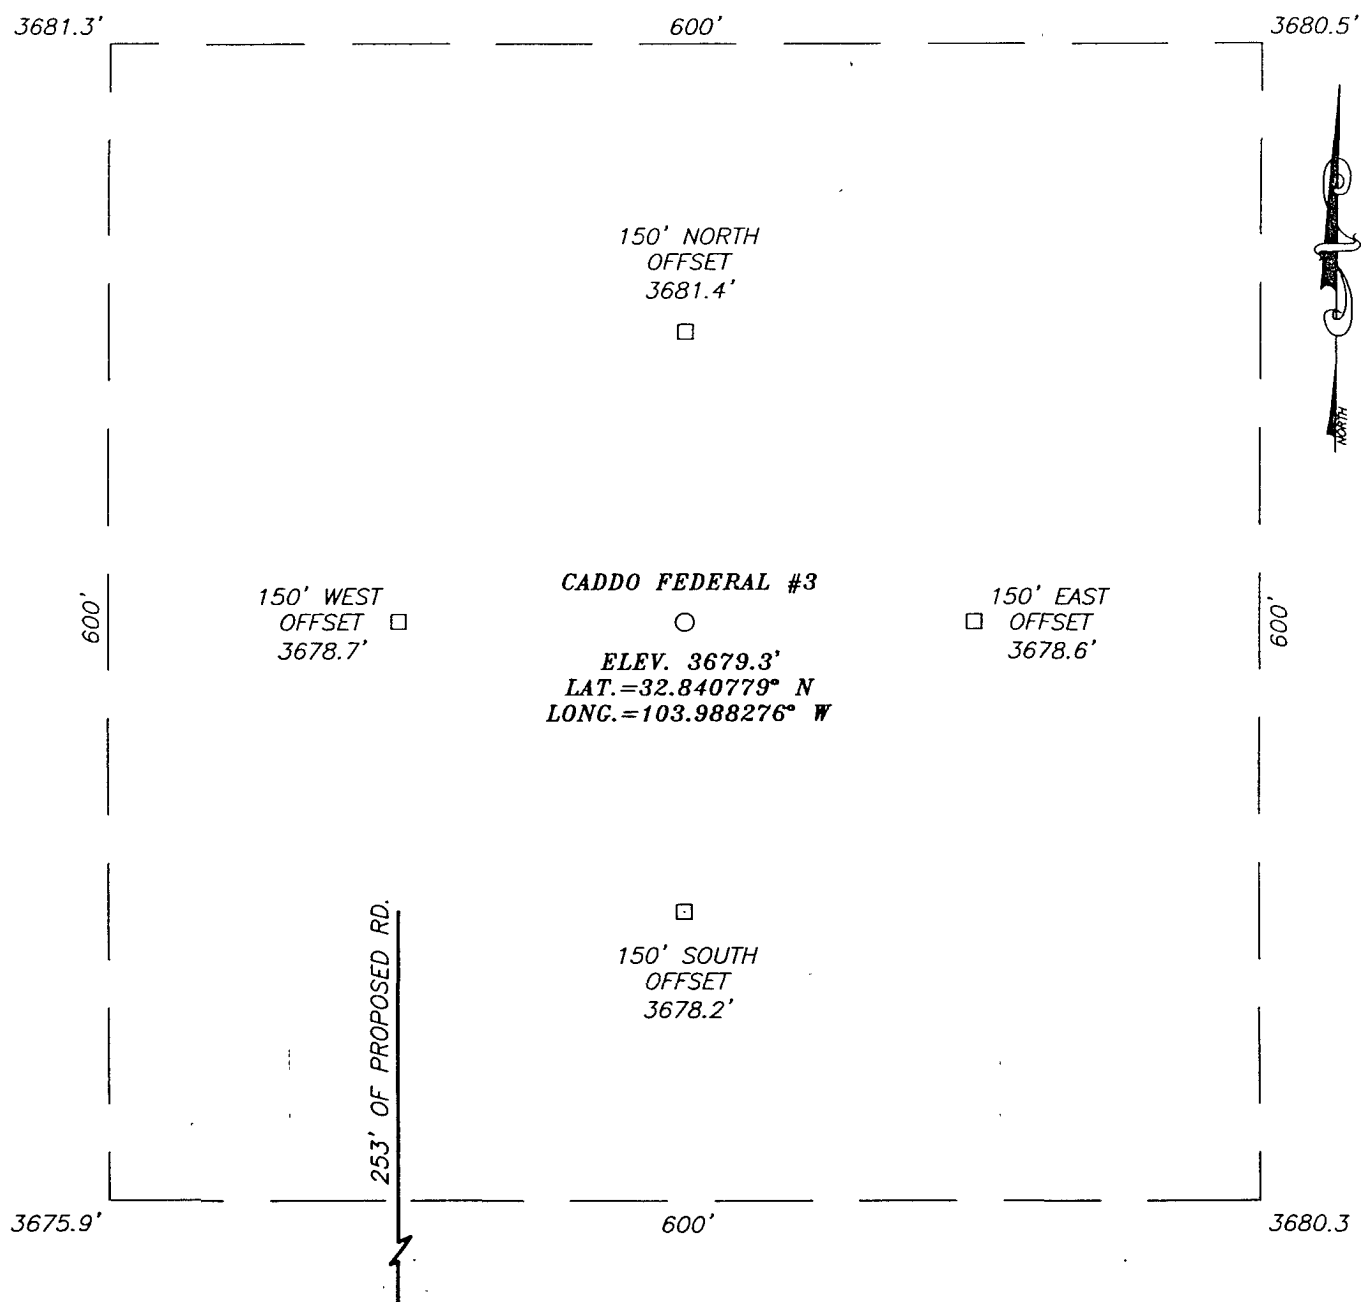 3681.3' 600' 3680.5'
NORTH
150' NORTH
OFFSET
3681.4'
600'
150' WEST
OFFSET
3678.7'
CADDO FEDERAL #3
ELEV. 3679.3'
LAT.=32.840779° N
LONG.=103.988276° W
150' EAST
OFFSET
3678.6'
600'
150' SOUTH
OFFSET
3678.2'
253' OF PROPOSED RD.
3675.9' 600' 3680.3